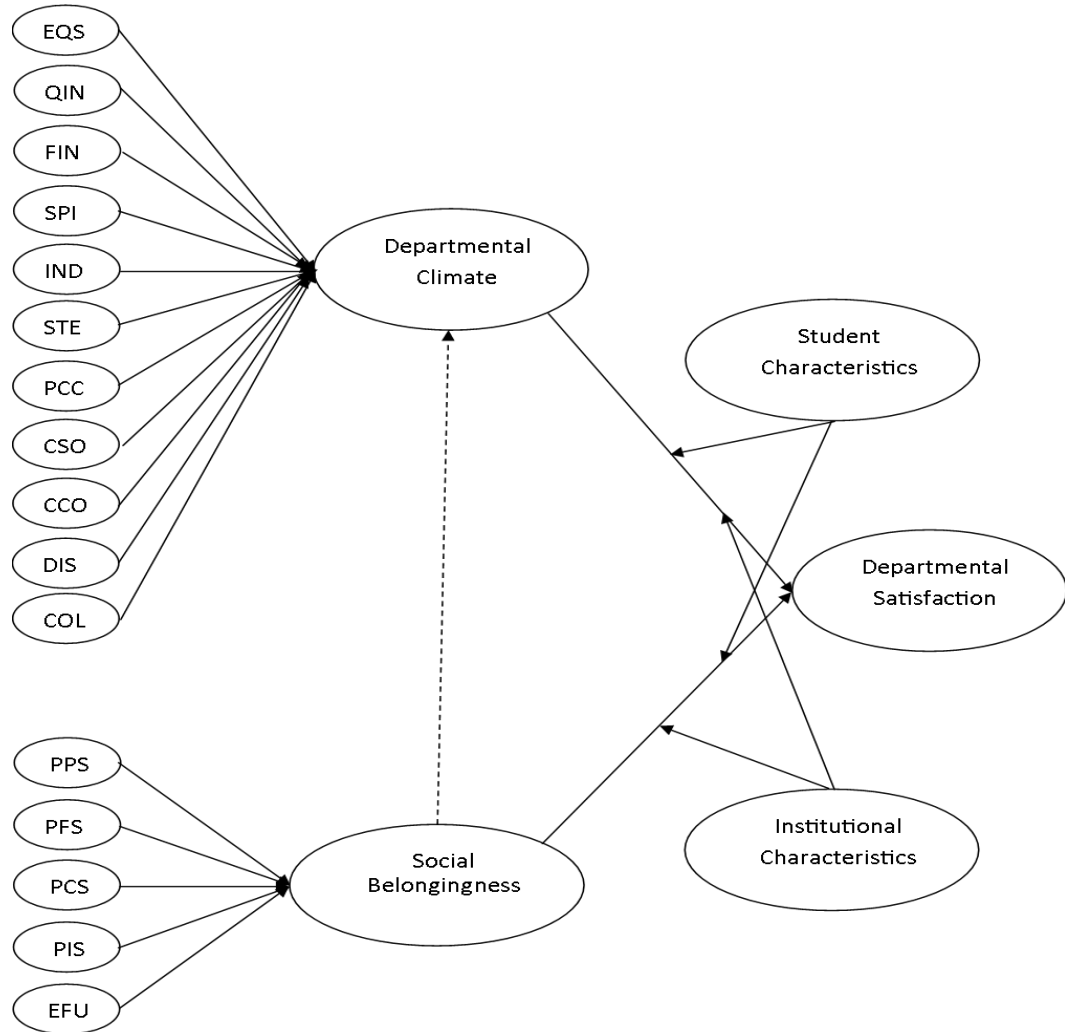 EQS
QIN
FIN
SPI
IND
STE
PCC
CSO
CCO
DIS
COL
Departmental
Climate
Student
Characteristics
Departmental
Satisfaction
PPS
PFS
PCS
PIS
EFU
Social
Belongingness
Institutional
Characteristics